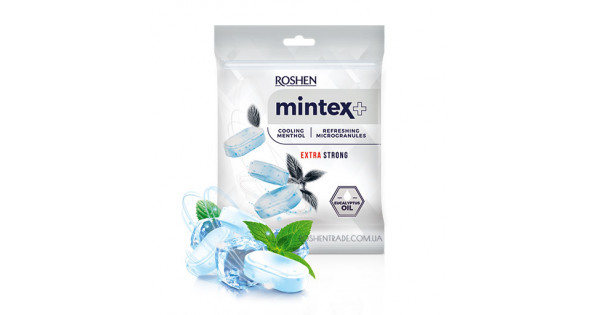 ROSHEN
mintex+
COOLING MENTHOL
REFRESHING MICROGRANULES
EXTRA STRONG
EUCALYPTUS
OIL
ROSHENTRADE.COM.UA